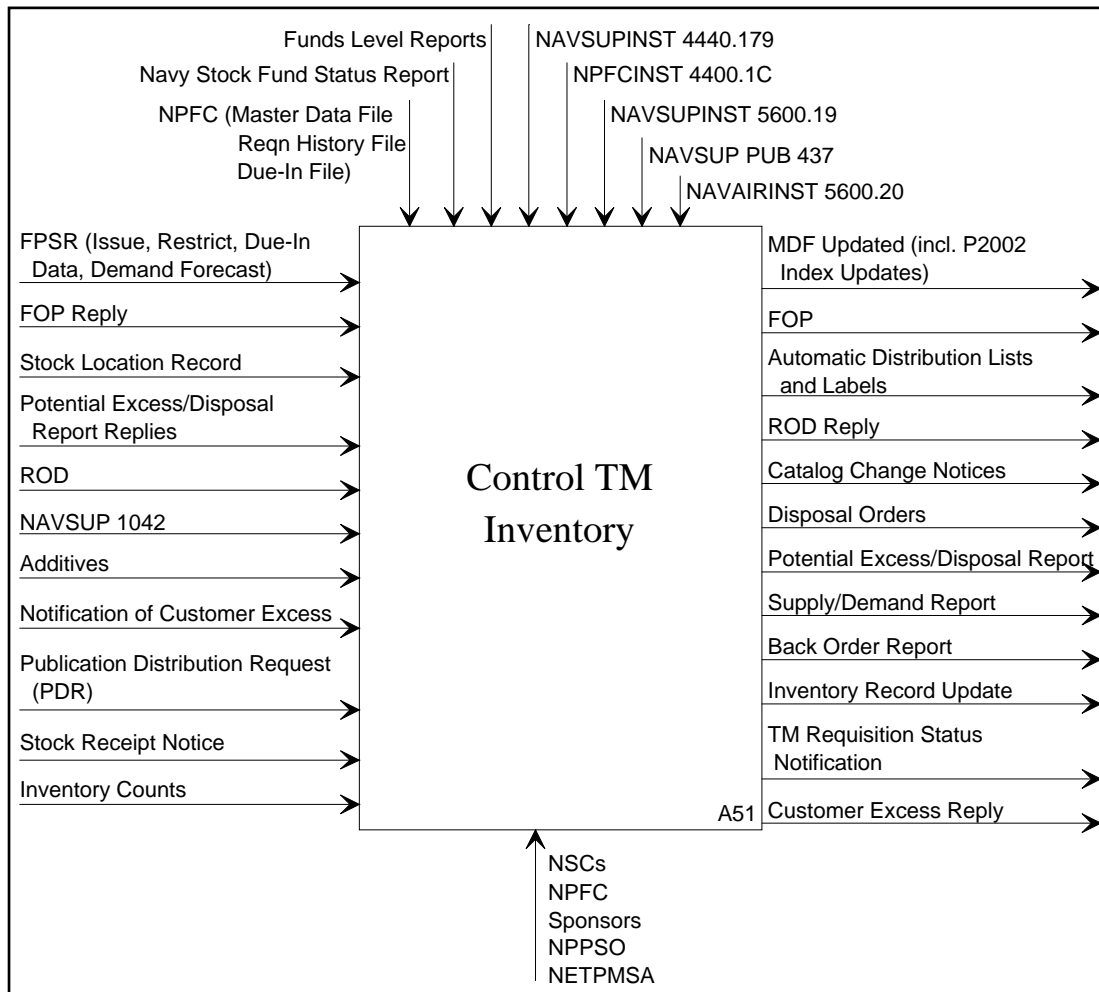 Funds Level Reports
NAVSUPINST 4440.179
Navy Stock Fund Status Report
NPFCINST 4400.1C
NPFC (Master Data File
Reqn History File
Due-In File)
NAVSUPINST 5600.19
NAVSUP PUB 437
NAVAIRINST 5600.20
FPSR (Issue, Restrict, Due-In
Data, Demand Forecast)
FOP Reply
Stock Location Record
Potential Excess/Disposal
Report Replies
ROD
NAVSUP 1042
Additives
Notification of Customer Excess
Publication Distribution Request
(PDR)
Stock Receipt Notice
Inventory Counts
Control TM
Inventory
A51
MDF Updated (incl. P2002
Index Updates)
FOP
Automatic Distribution Lists
and Labels
ROD Reply
Catalog Change Notices
Disposal Orders
Potential Excess/Disposal Report
Supply/Demand Report
Back Order Report
Inventory Record Update
TM Requisition Status
Notification
Customer Excess Reply
NSCs
NPFC
Sponsors
NPPSO
NETPMSA